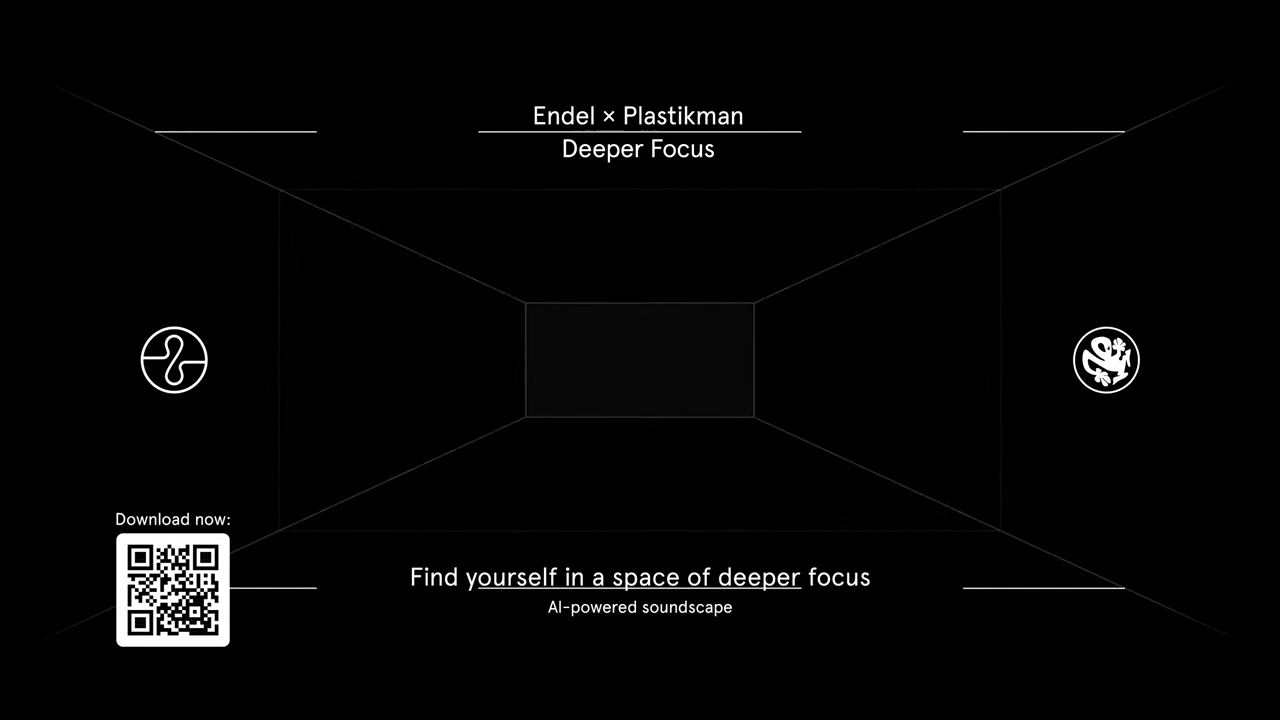 Endel × Plastikman
Deeper Focus
Download now:
Find yourself in a space of deeper focus
AI-powered soundscape